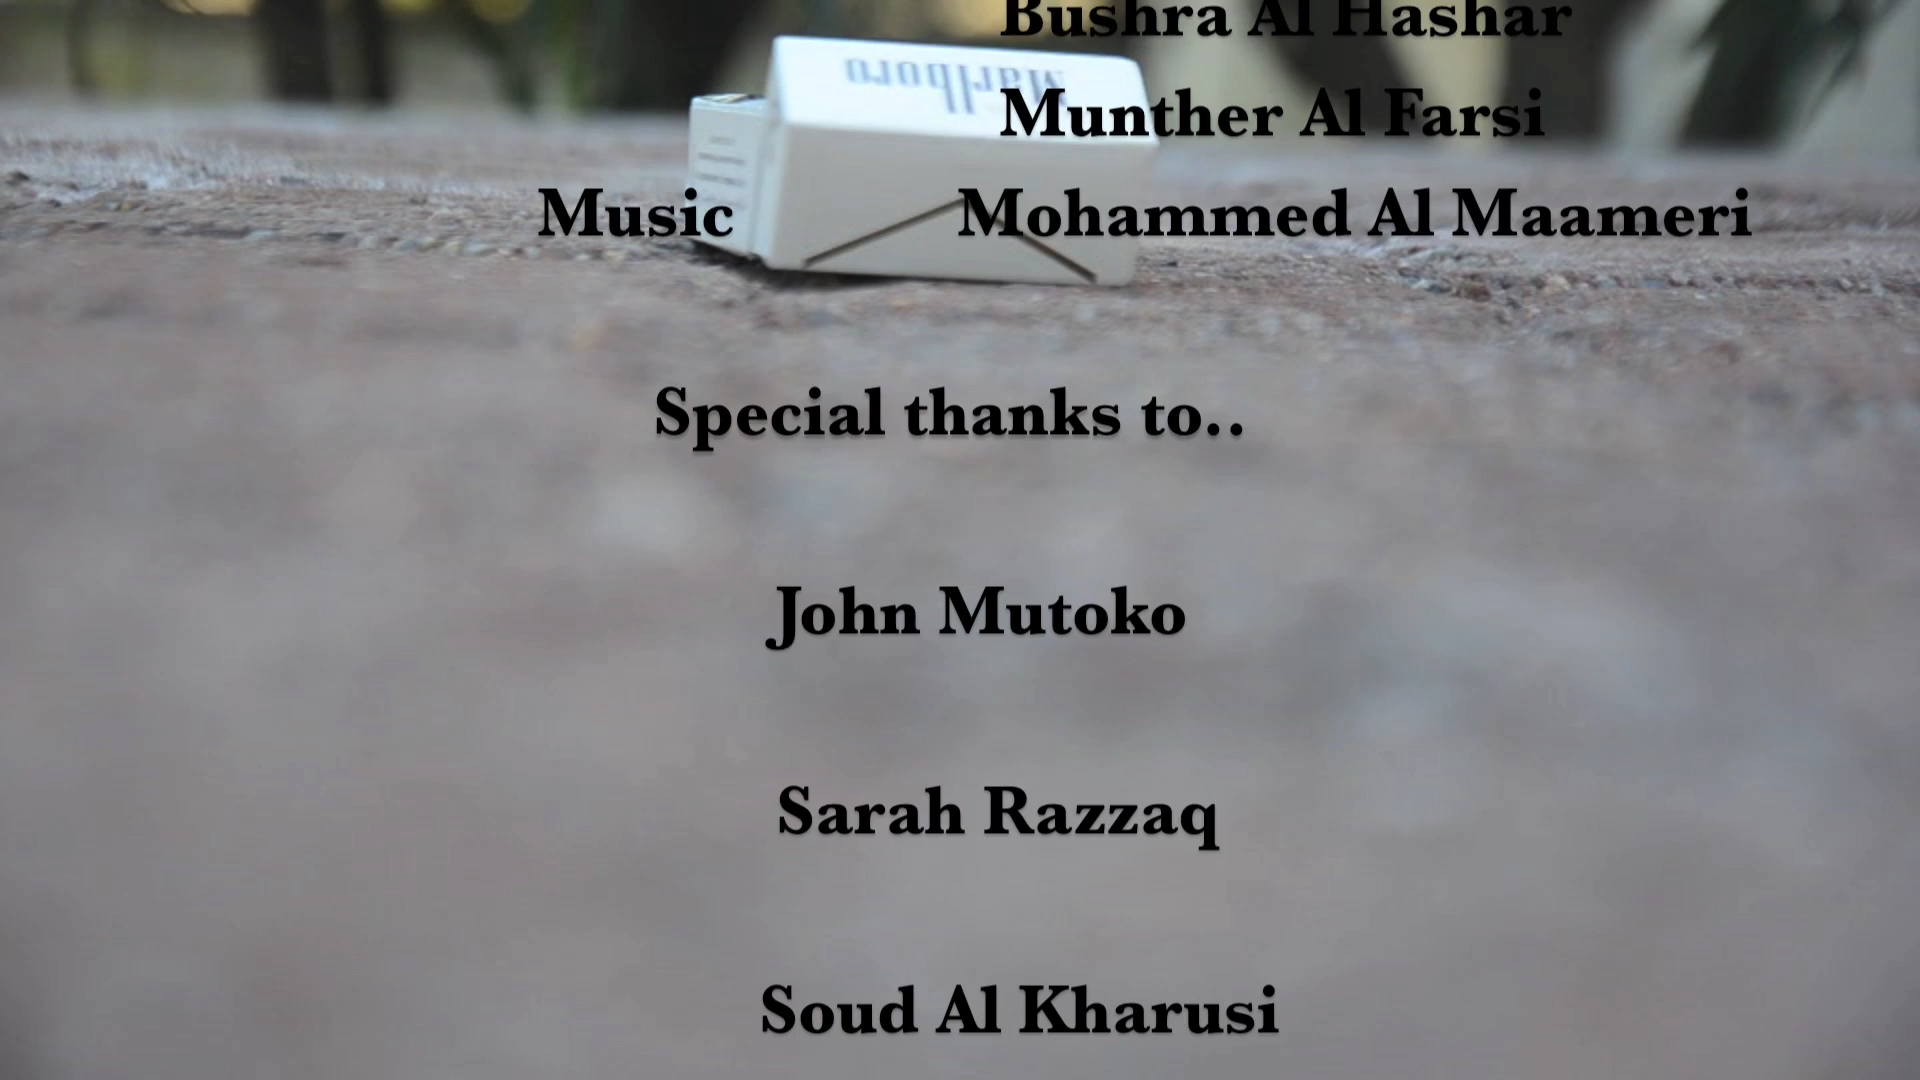 Bushra Al Hashar
Marlboro
Munther Al Farsi
Music Mohammed Al Maameri
Special thanks to..
John Mutoko
Sarah Razzaq
Soud Al Kharusi